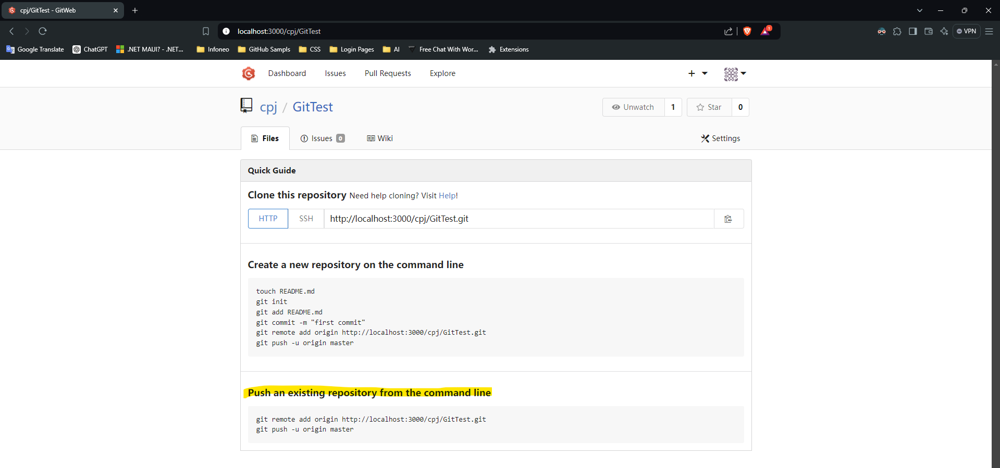 cpj/GitTest - GitWeb
localhost:3000/cpj/GitTest
1
VPN
Google Translate
ChatGPT
.NET MAUI? - .NET...
Infoneo
GitHub Sampls
CSS
Login Pages
AI
Free Chat With Wor...
Extensions
Dashboard
Issues
Pull Requests
Explore
cpj / GitTest
Unwatch 1
Star 0
Files
Issues 0
Wiki
Settings
Quick Guide
Clone this repository Need help cloning? Visit Help!
HTTP SSH http://localhost:3000/cpj/GitTest.git
Create a new repository on the command line
touch README.md
git init
git add README.md
git commit -m "first commit"
git remote add origin http://localhost:3000/cpj/GitTest.git
git push -u origin master
Push an existing repository from the command line
git remote add origin http://localhost:3000/cpj/GitTest.git
git push -u origin master